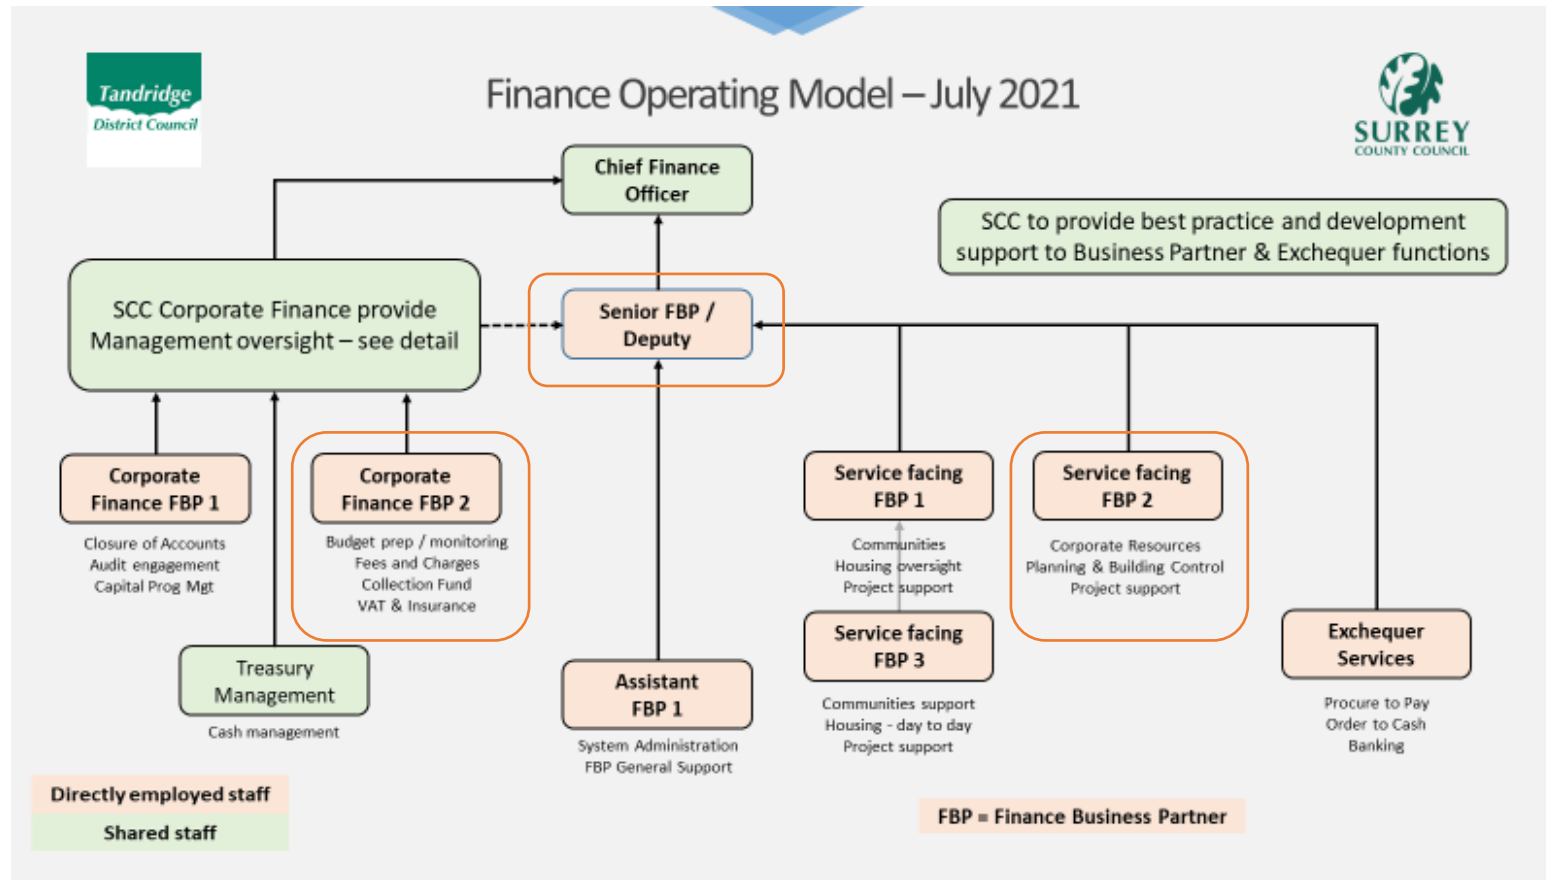 Tandridge
District Council
Finance Operating Model – July 2021
SURREY
COUNTY COUNCIL
Chief Finance
Officer
SCC to provide best practice and development
support to Business Partner & Exchequer functions
SCC Corporate Finance provide
Management oversight – see detail
Senior FBP /
Deputy
Corporate
Finance FBP 1
Closure of Accounts
Audit engagement
Capital Prog Mgt
Corporate
Finance FBP 2
Budget prep / monitoring
Fees and Charges
Collection Fund
VAT & Insurance
Service facing
FBP 1
Communities
Housing oversight
Project support
Service facing
FBP 2
Corporate Resources
Planning & Building Control
Project support
Treasury
Management
Cash management
Assistant
FBP 1
System Administration
FBP General Support
Service facing
FBP 3
Communities support
Housing - day to day
Project support
Exchequer
Services
Procure to Pay
Order to Cash
Banking
Directly employed staff
Shared staff
FBP = Finance Business Partner